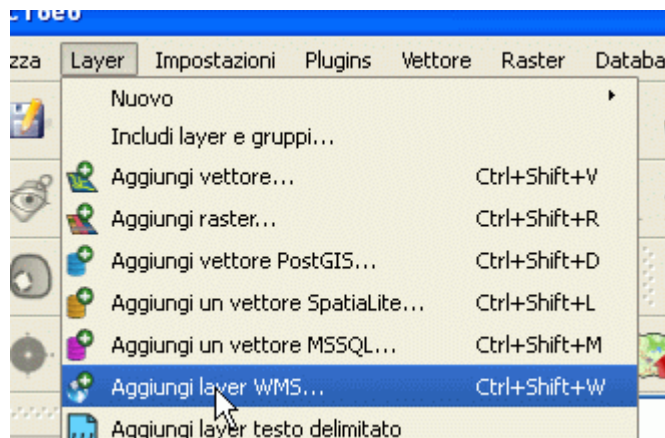 zza Layer Impostazioni Plugins Vettore Raster Databa
Nuovo
Includi layer e gruppi...
Aggiungi vettore... Ctrl+Shift+V
Aggiungi raster... Ctrl+Shift+R
Aggiungi vettore PostGIS... Ctrl+Shift+D
Aggiungi un vettore SpatiaLite... Ctrl+Shift+L
Aggiungi un vettore MSSQL... Ctrl+Shift+M
Aggiungi layer WMS... Ctrl+Shift+W
Aggiungi layer testo delimitato